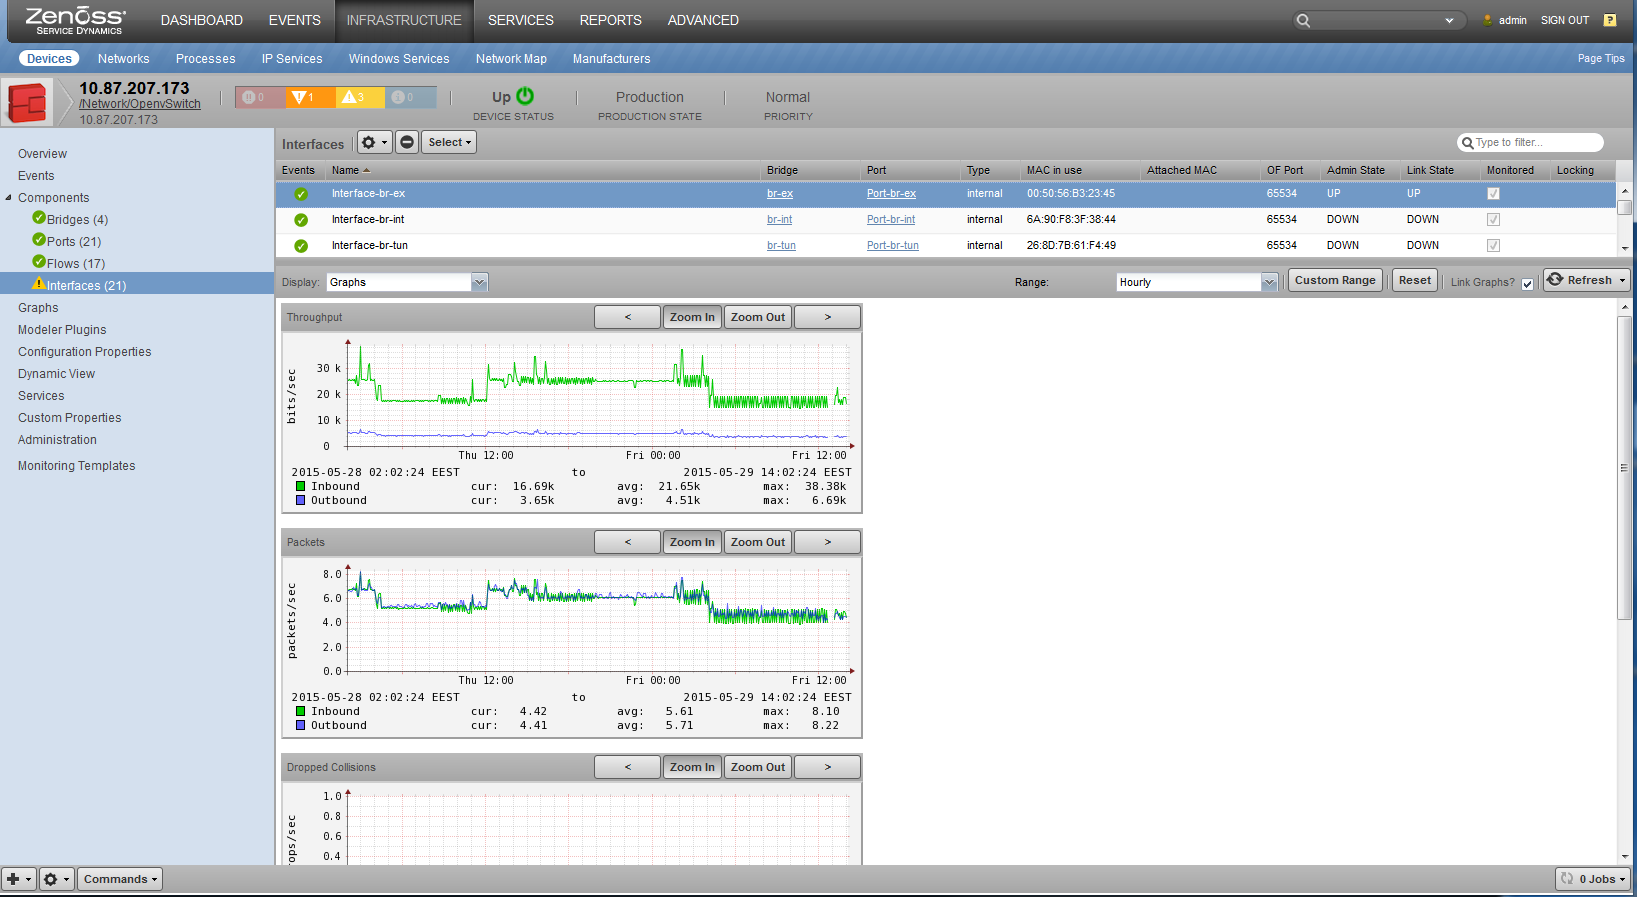 Zenoss
SERVICE DYNAMICS
DASHBOARD EVENTS INFRASTRUCTURE SERVICES REPORTS ADVANCED
admin SIGN OUT ?
Devices Networks Processes IP Services Windows Services Network Map Manufacturers Page Tips
10.87.207.173
/Network/OpenvSwitch
10.87.207.173
0 1 3 0
Up Production Normal
DEVICE STATUS PRODUCTION STATE PRIORITY
Overview
Events
Components
Bridges (4)
Ports (21)
Flows (17)
Interfaces (21)
Graphs
Modeler Plugins
Configuration Properties
Dynamic View
Services
Custom Properties
Administration
Monitoring Templates
Interfaces Select Type to filter...
Events Name Bridge Port Type MAC in use Attached MAC OF Port Admin State Link State Monitored Locking
Interface-br-ex br-ex Port-br-ex internal 00:50:56:B3:23:45 65534 UP UP
Interface-br-int br-int Port-br-int internal 6A:90:F8:3F:38:44 65534 DOWN DOWN
Interface-br-tun br-tun Port-br-tun internal 26:8D:7B:61:F4:49 65534 DOWN DOWN
Display: Graphs Range: Hourly Custom Range Reset Link Graphs? Refresh
Throughput < Zoom In Zoom Out >
bits/sec
30 k
20 k
10 k
0
Thu 12:00 Fri 00:00 Fri 12:00
2015-05-28 02:02:24 EEST to 2015-05-29 14:02:24 EEST
Inbound cur: 16.69k avg: 21.65k max: 38.38k
Outbound cur: 3.65k avg: 4.51k max: 6.69k
Packets < Zoom In Zoom Out >
packets/sec
8.0
6.0
4.0
2.0
0.0
Thu 12:00 Fri 00:00 Fri 12:00
2015-05-28 02:02:24 EEST to 2015-05-29 14:02:24 EEST
Inbound cur: 4.42 avg: 5.61 max: 8.10
Outbound cur: 4.41 avg: 5.71 max: 8.22
Dropped Collisions < Zoom In Zoom Out >
ops/sec
1.0
0.8
0.6
0.4
Commands 0 Jobs